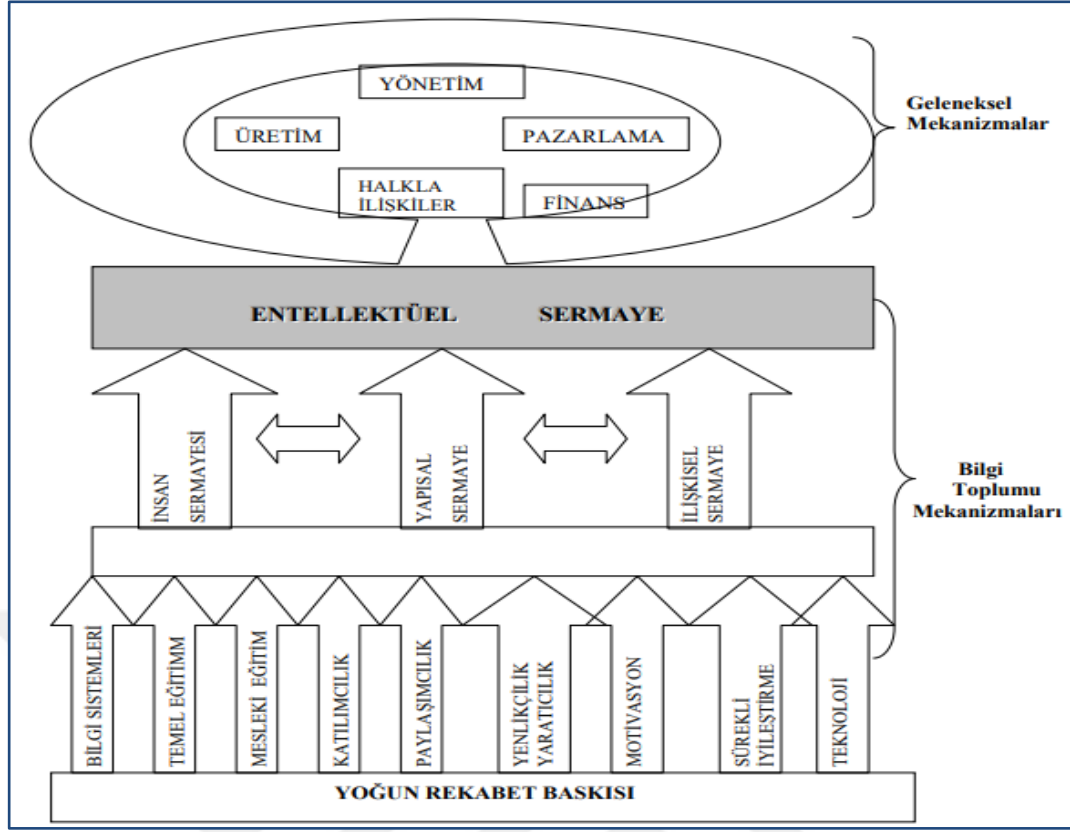 YÖNETİM
ÜRETİM
PAZARLAMA
HALKLA
İLİŞKİLER
FİNANS
Geleneksel
Mekanizmalar
ENTELLEKTÜEL SERMAYE
İNSAN
SERMAYESİ
YAPISAL
SERMAYE
İLİŞKİSEL
SERMAYE
Bilgi
Toplumu
Mekanizmaları
BİLGİ SİSTEMLERİ
TEMEL EĞİTİMM
MESLEKİ EĞİTİM
KATILIMCILIK
PAYLAŞIMCILIK
YENLİKÇİLİK
YARATICILIK
MOTİVASYON
SÜREKLİ
İYİLEŞTİRME
TEKNOLOJİ
YOĞUN REKABET BASKISI